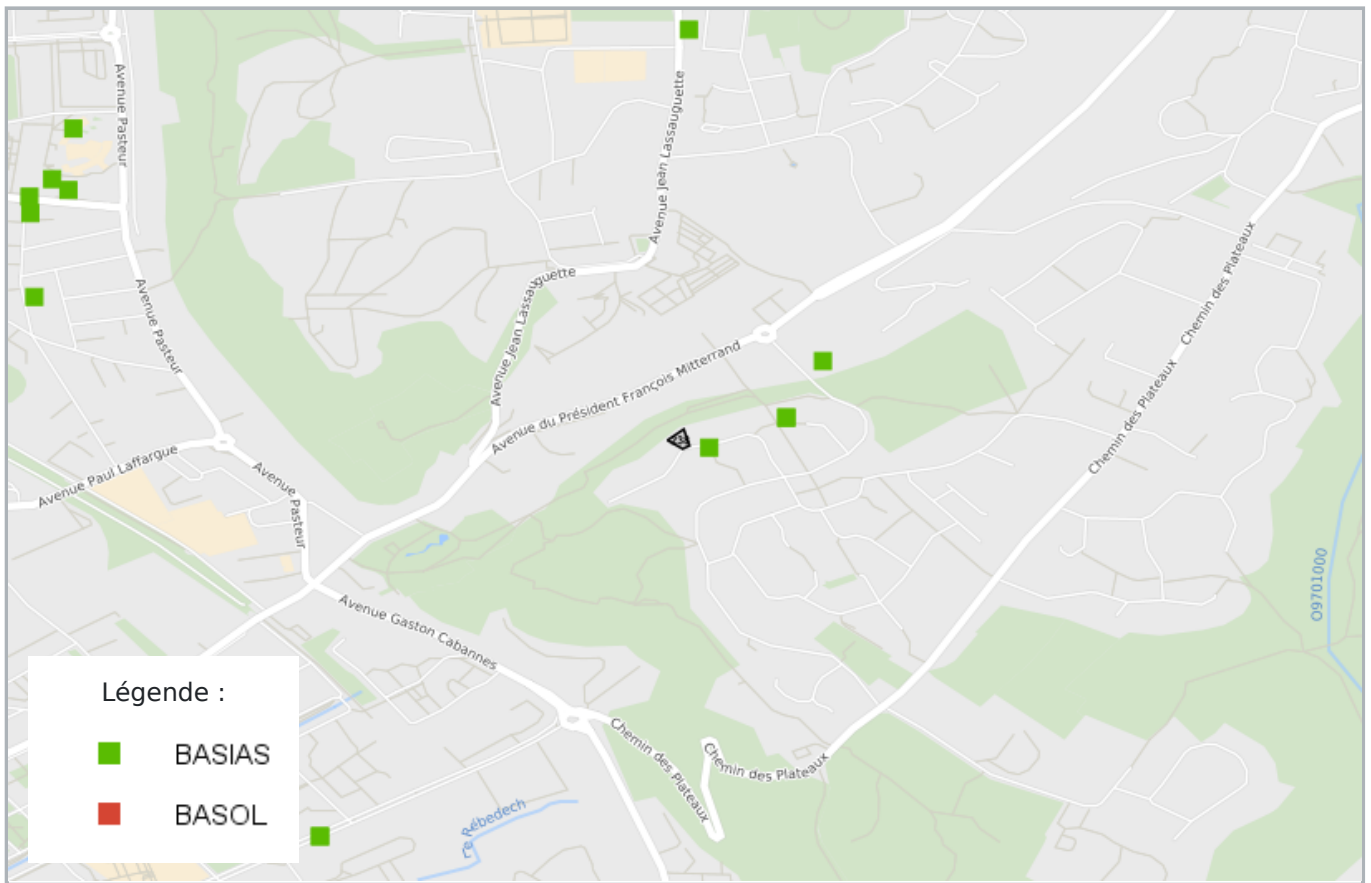 Avenue Pasteur
Avenue Jean Lassauguette
Chemin des Plateaux
Avenue Jean Lassauguette
Avenue Pasteur
Avenue du Président François Mitterrand
Chemin des Plateaux
Avenue Paul Laffargue
Avenue Pasteur
O9701000
Avenue Gaston Cabannes
Chemin des Plateaux
Chemin des Plateaux
Le Rébedech
Légende :
BASIAS
BASOL